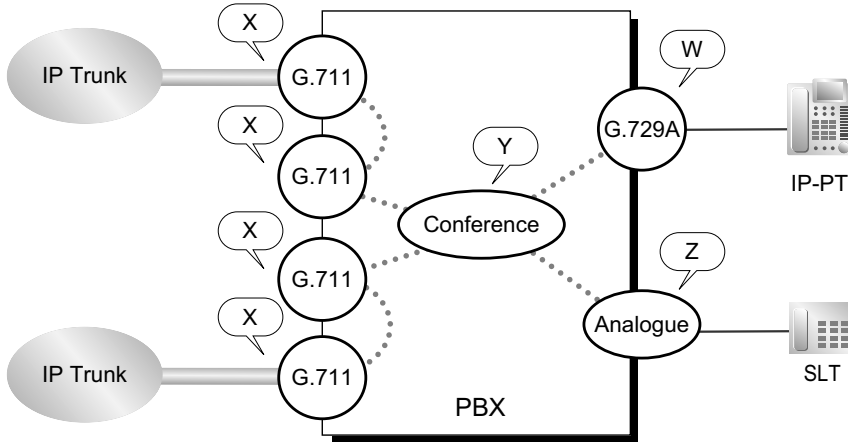 X
W
IP Trunk
G.711
X
G.729A
Y
G.711
IP-PT
X
Conference
Z
G.711
X
Analogue
IP Trunk
G.711
SLT
PBX